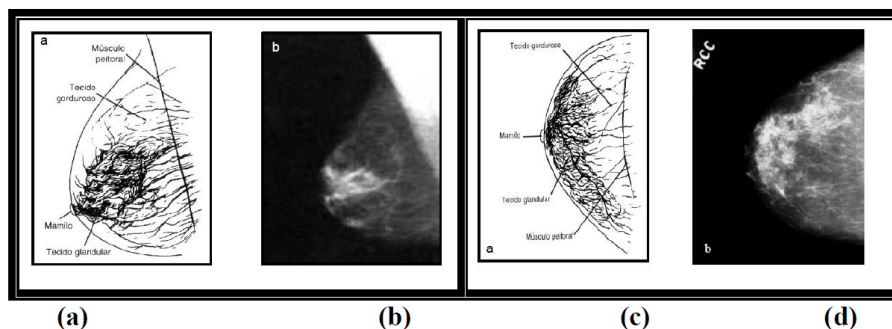 a
Músculo
peitoral
Tecido
gorduroso
Mamilo
Tecido glandular
b
Tecido gorduroso
Mamilo
Tecido glandular
Músculo peitoral
a
RCC
b
(a)
(b)
(c)
(d)